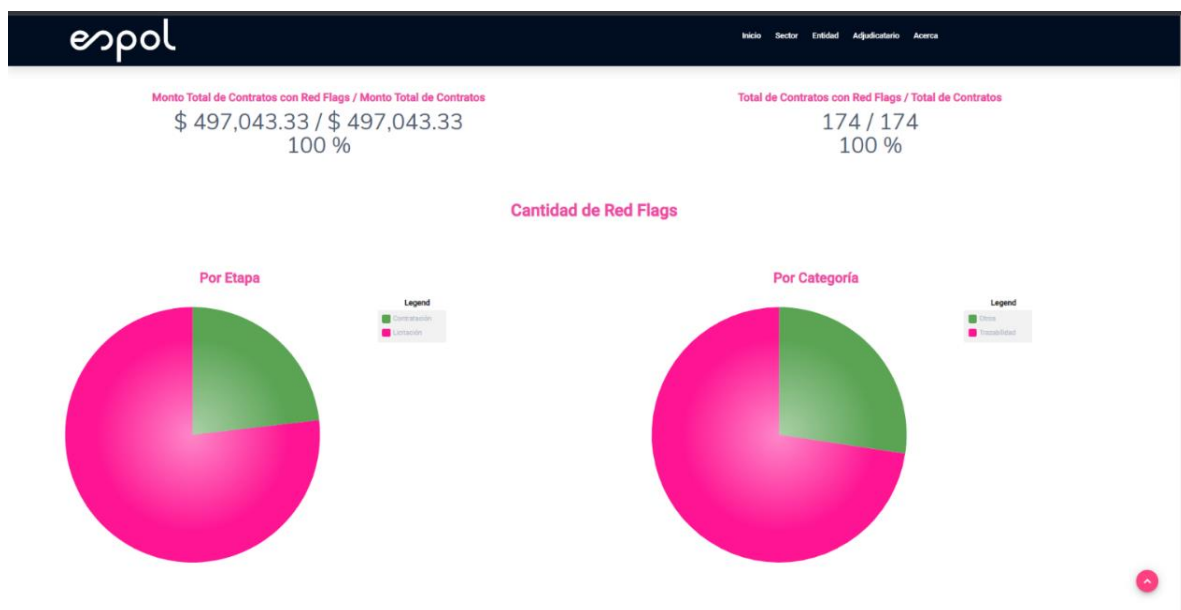 espol
Inicio Sector Entidad Adjudicatario Acerca
Monto Total de Contratos con Red Flags / Monto Total de Contratos
$ 497,043.33 / $ 497,043.33
100 %
Total de Contratos con Red Flags / Total de Contratos
174 / 174
100 %
Cantidad de Red Flags
Por Etapa
Legend
Contratación
Licitación
Por Categoría
Legend
Otros
Trazabilidad